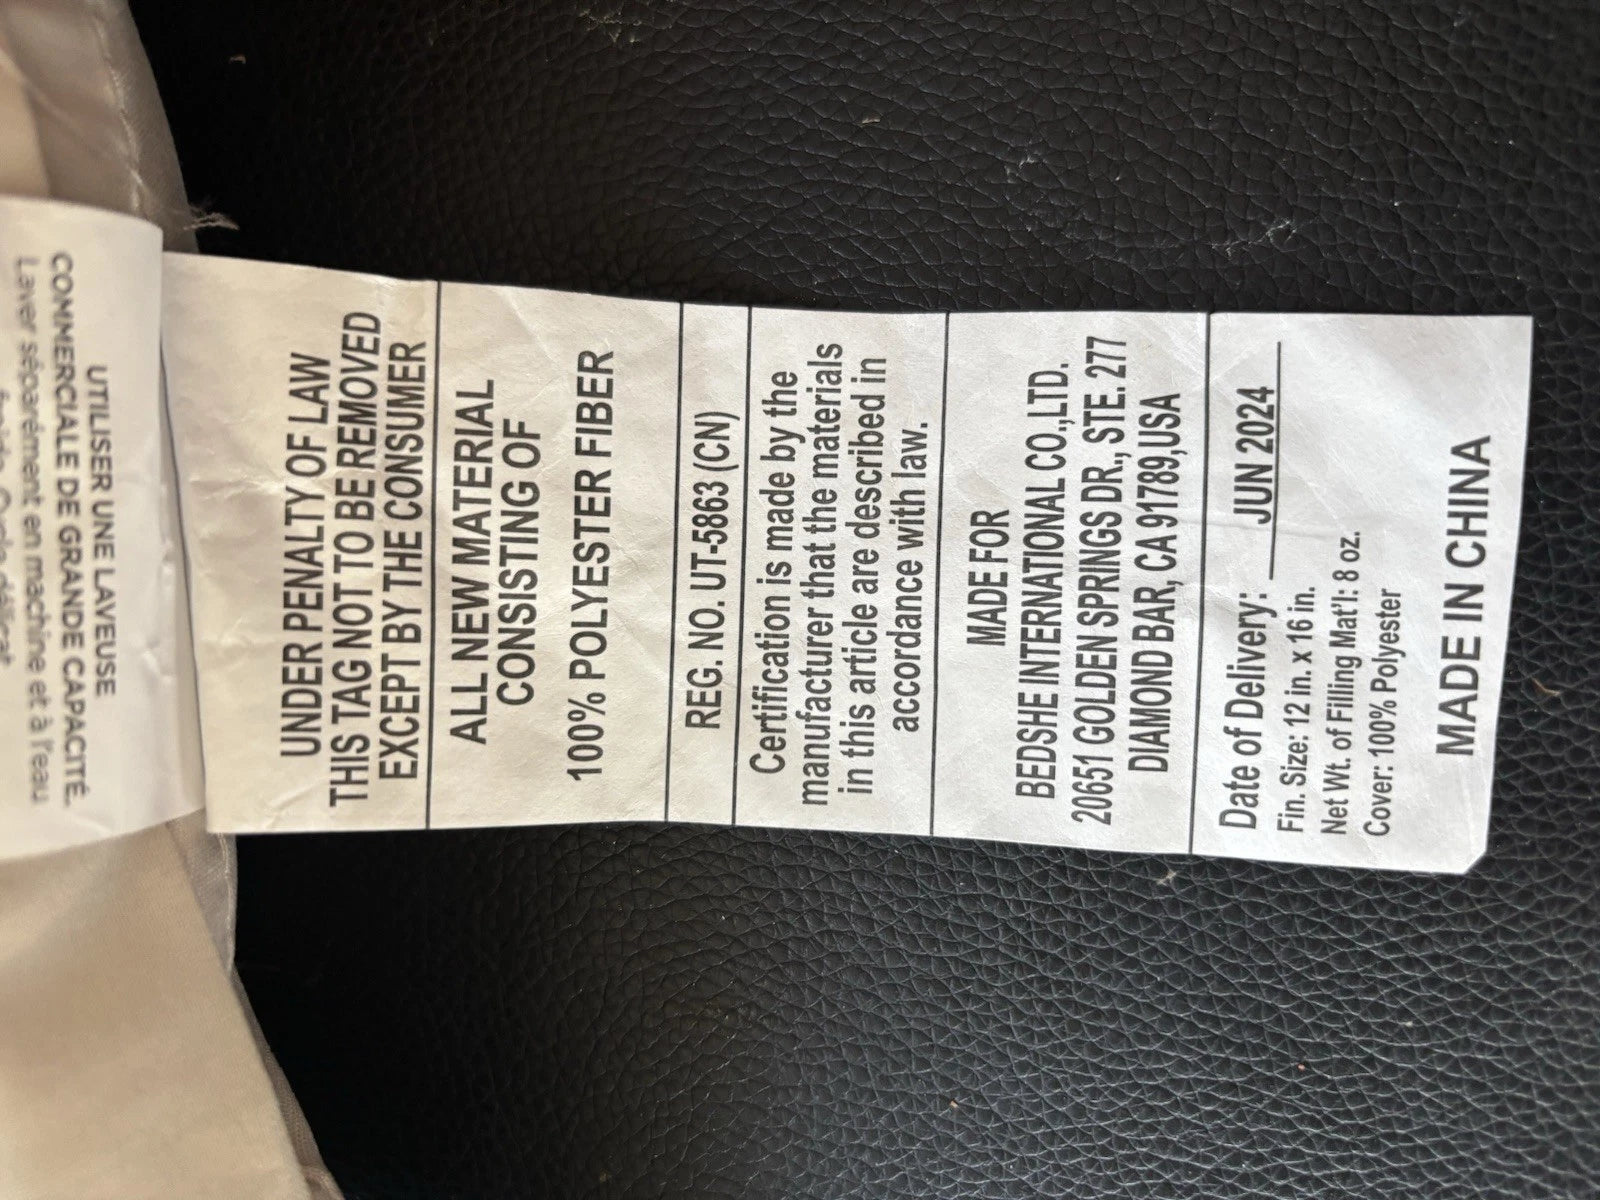 UTILISER UNE LAVEUSE
COMMERCIALE DE GRANDE CAPACITÉ.
Laver séparément en machine et à l'eau
UNDER PENALTY OF LAW
THIS TAG NOT TO BE REMOVED
EXCEPT BY THE CONSUMER
ALL NEW MATERIAL
CONSISTING OF
100% POLYESTER FIBER
REG. NO. UT-5863 (CN)
Certification is made by the
manufacturer that the materials
in this article are described in
accordance with law.
MADE FOR
BEDSHE INTERNATIONAL CO.,LTD.
20651 GOLDEN SPRINGS DR., STE. 277
DIAMOND BAR, CA 91789,USA
Date of Delivery: JUN 2024
Fin. Size: 12 in. x 16 in.
Net Wt. of Filling Mat'l: 8 oz.
Cover: 100% Polyester
MADE IN CHINA